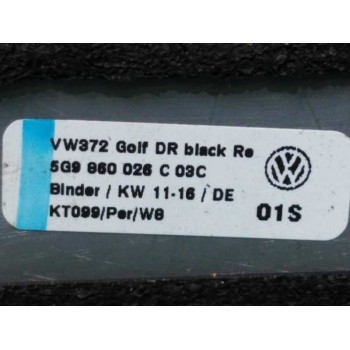 VW372 Golf DR black Re
5G9 860 026 C 03C
Binder / KW 11-16 / DE
KT099/Per/W8
01S